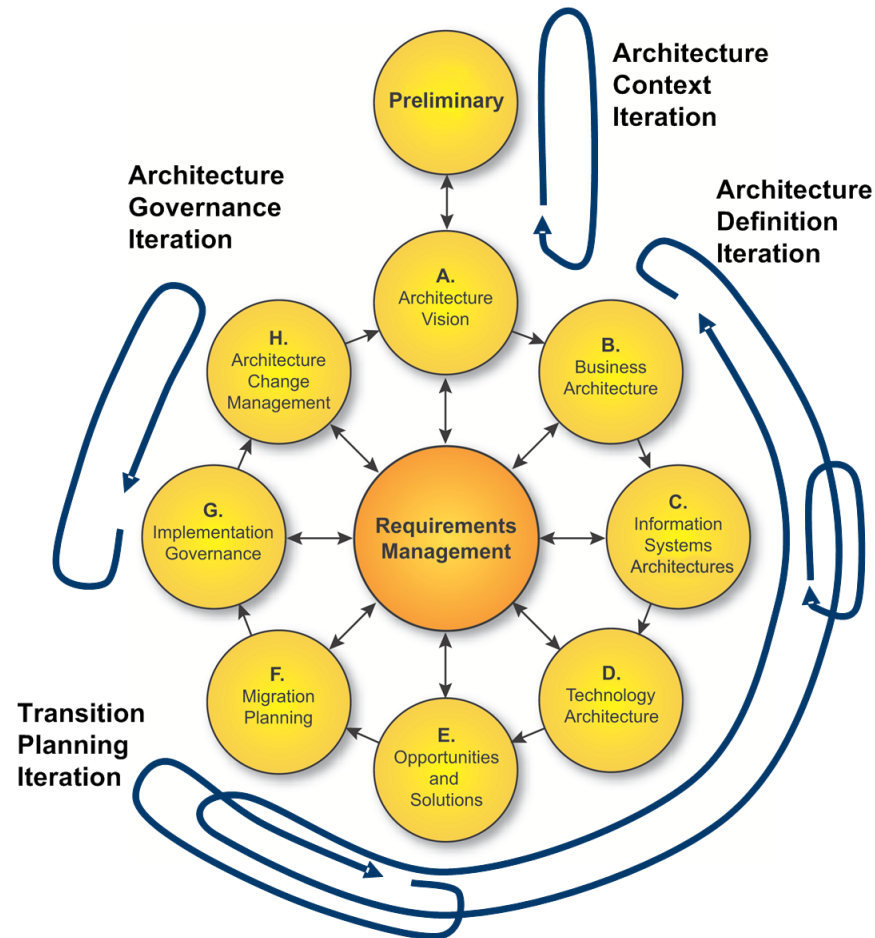 Preliminary
Architecture
Context
Iteration
Architecture
Governance
Iteration
Architecture
Definition
Iteration
A.
Architecture
Vision
H.
Architecture
Change
Management
B.
Business
Architecture
G.
Implementation
Governance
Requirements
Management
C.
Information
Systems
Architectures
F.
Migration
Planning
D.
Technology
Architecture
Transition
Planning
Iteration
E.
Opportunities
and
Solutions